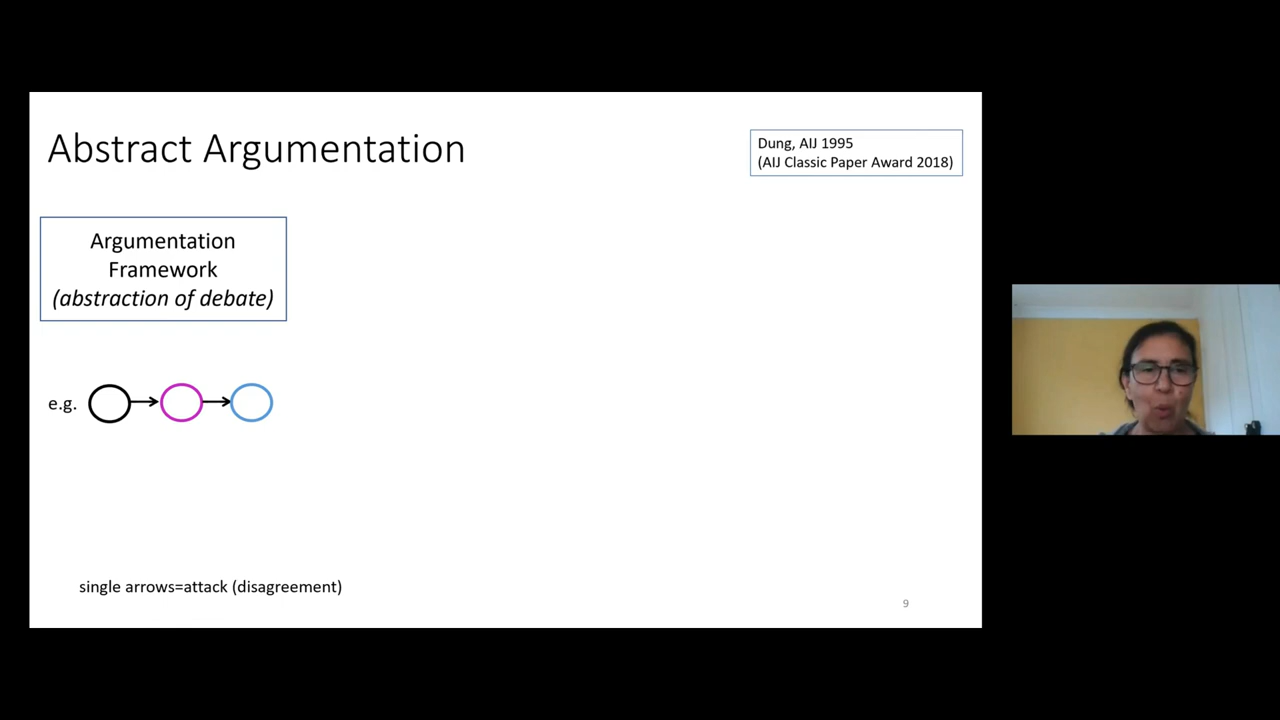 Abstract Argumentation
Dung, AIJ 1995
(AIJ Classic Paper Award 2018)
Argumentation
Framework
(abstraction of debate)
e.g.
single arrows=attack (disagreement)
9